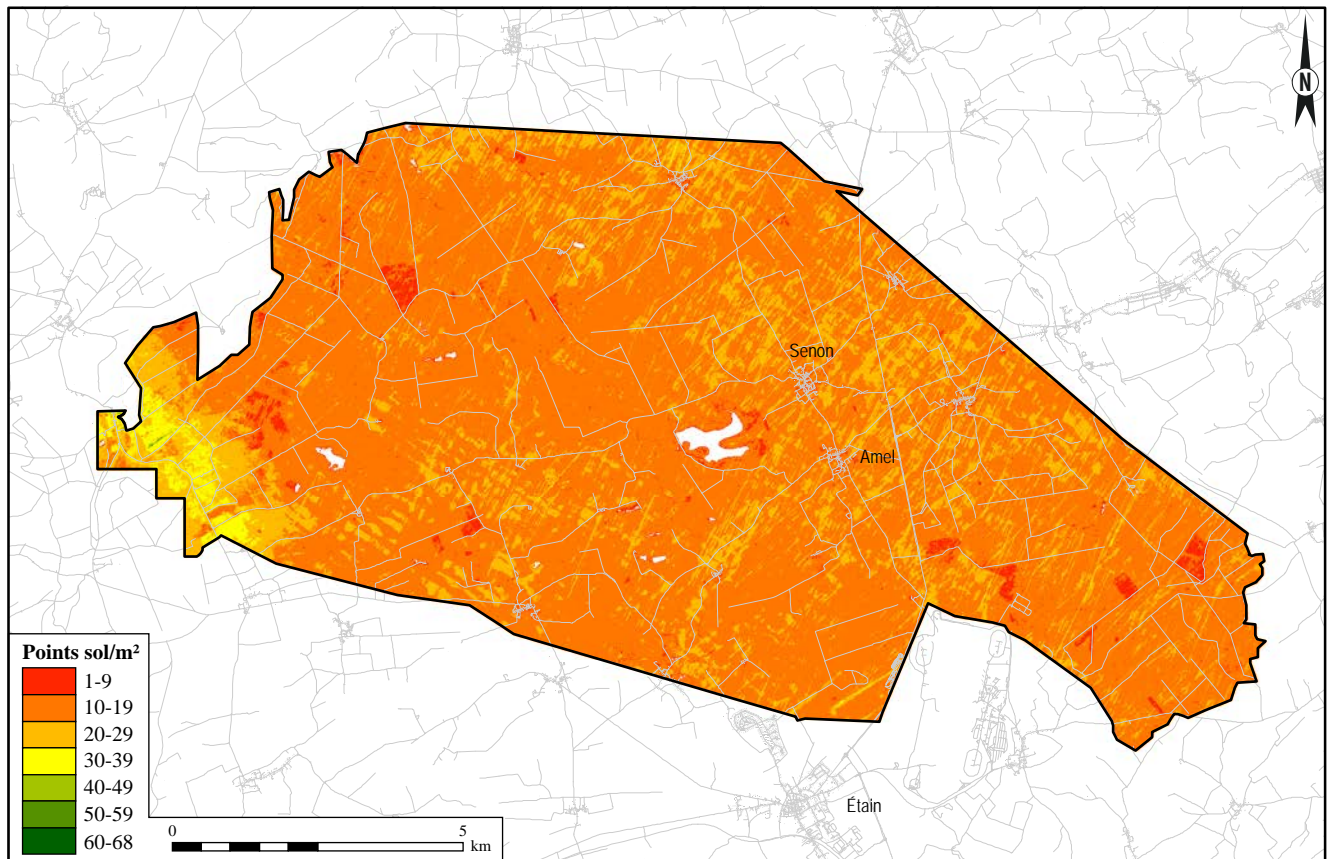 N
Senon
Amel
Étain
Points sol/m²
1-9
10-19
20-29
30-39
40-49
50-59
60-68
0 5
km